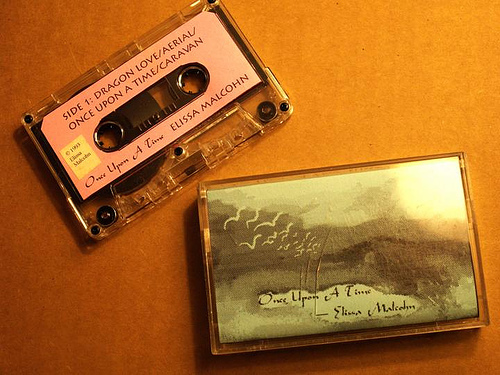 SIDE 1: DRAGON LOVE/AERIAL/
ONCE UPON A TIME/CARAVAN
© 1993
Elissa
Malcohn
Once Upon A Time ELISSA MALCOHN
Once Upon A Time
— Elissa Malcohn